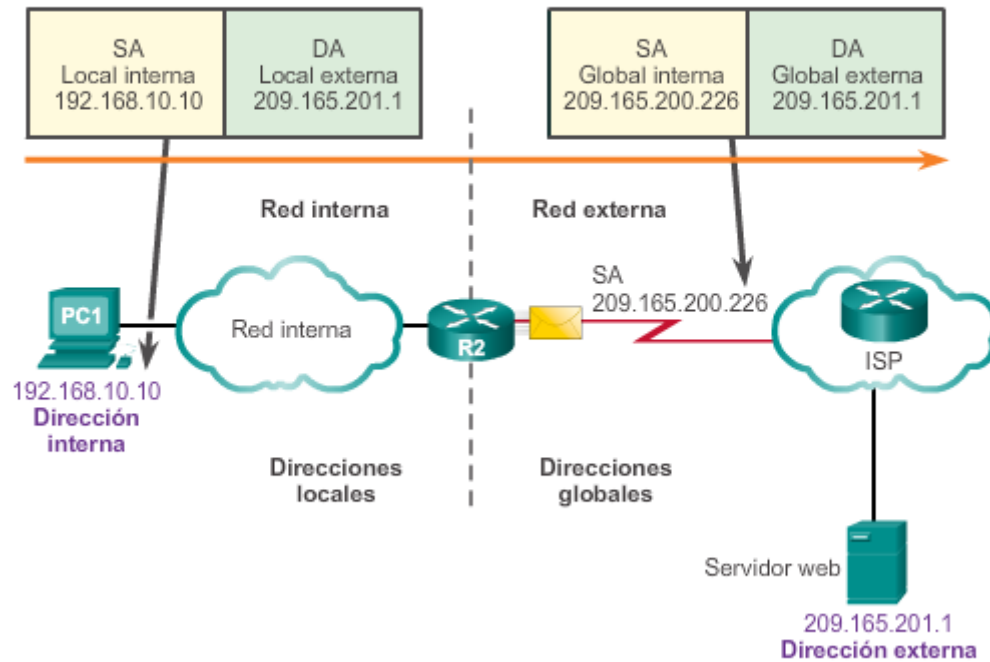 SA
Local interna
192.168.10.10
DA
Local externa
209.165.201.1
SA
Global interna
209.165.200.226
DA
Global externa
209.165.201.1
Red interna
Red externa
SA
209.165.200.226
PC1
Red interna
R2
ISP
192.168.10.10
Dirección
interna
Direcciones
locales
Direcciones
globales
Servidor web
209.165.201.1
Dirección externa